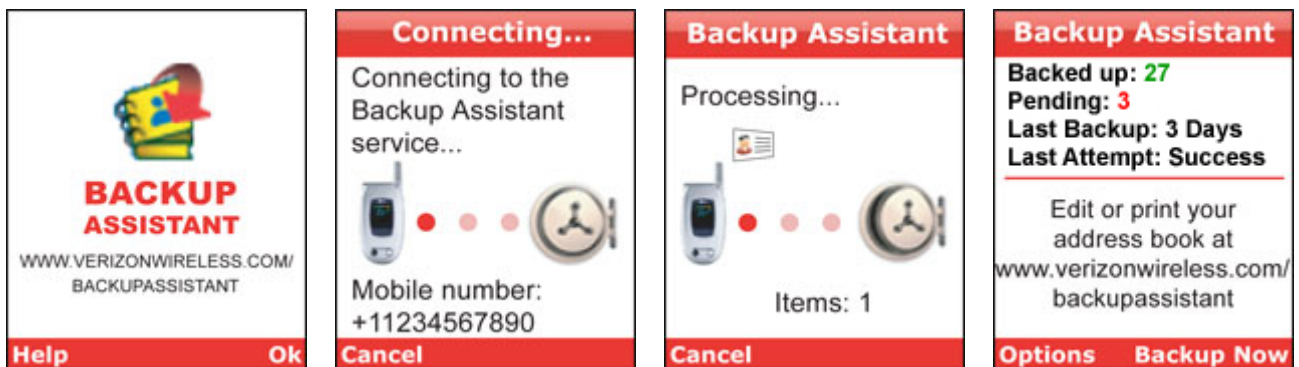 BACKUP
ASSISTANT
WWW.VERIZONWIRELESS.COM/
BACKUPASSISTANT
Help Ok
Connecting...
Connecting to the
Backup Assistant
service...
Mobile number:
+11234567890
Cancel
Backup Assistant
Processing...
Items: 1
Cancel
Backup Assistant
Backed up: 27
Pending: 3
Last Backup: 3 Days
Last Attempt: Success
Edit or print your
address book at
www.verizonwireless.com/
backupassistant
Options Backup Now